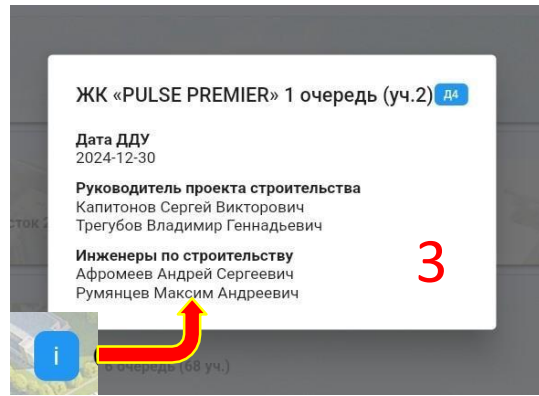 ЖК «PULSE PREMIER» 1 очередь (уч.2) Д4
Дата ДДУ
2024-12-30
Руководитель проекта строительства
Капитонов Сергей Викторович
Трегубов Владимир Геннадьевич
Инженеры по строительству
Афромеев Андрей Сергеевич
Румянцев Максим Андреевич
3
i
6 очередь (68 уч.)